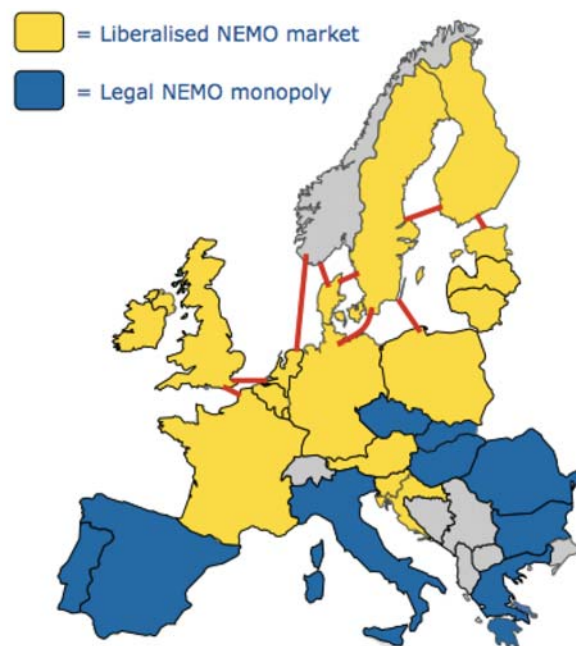 = Liberalised NEMO market
= Legal NEMO monopoly